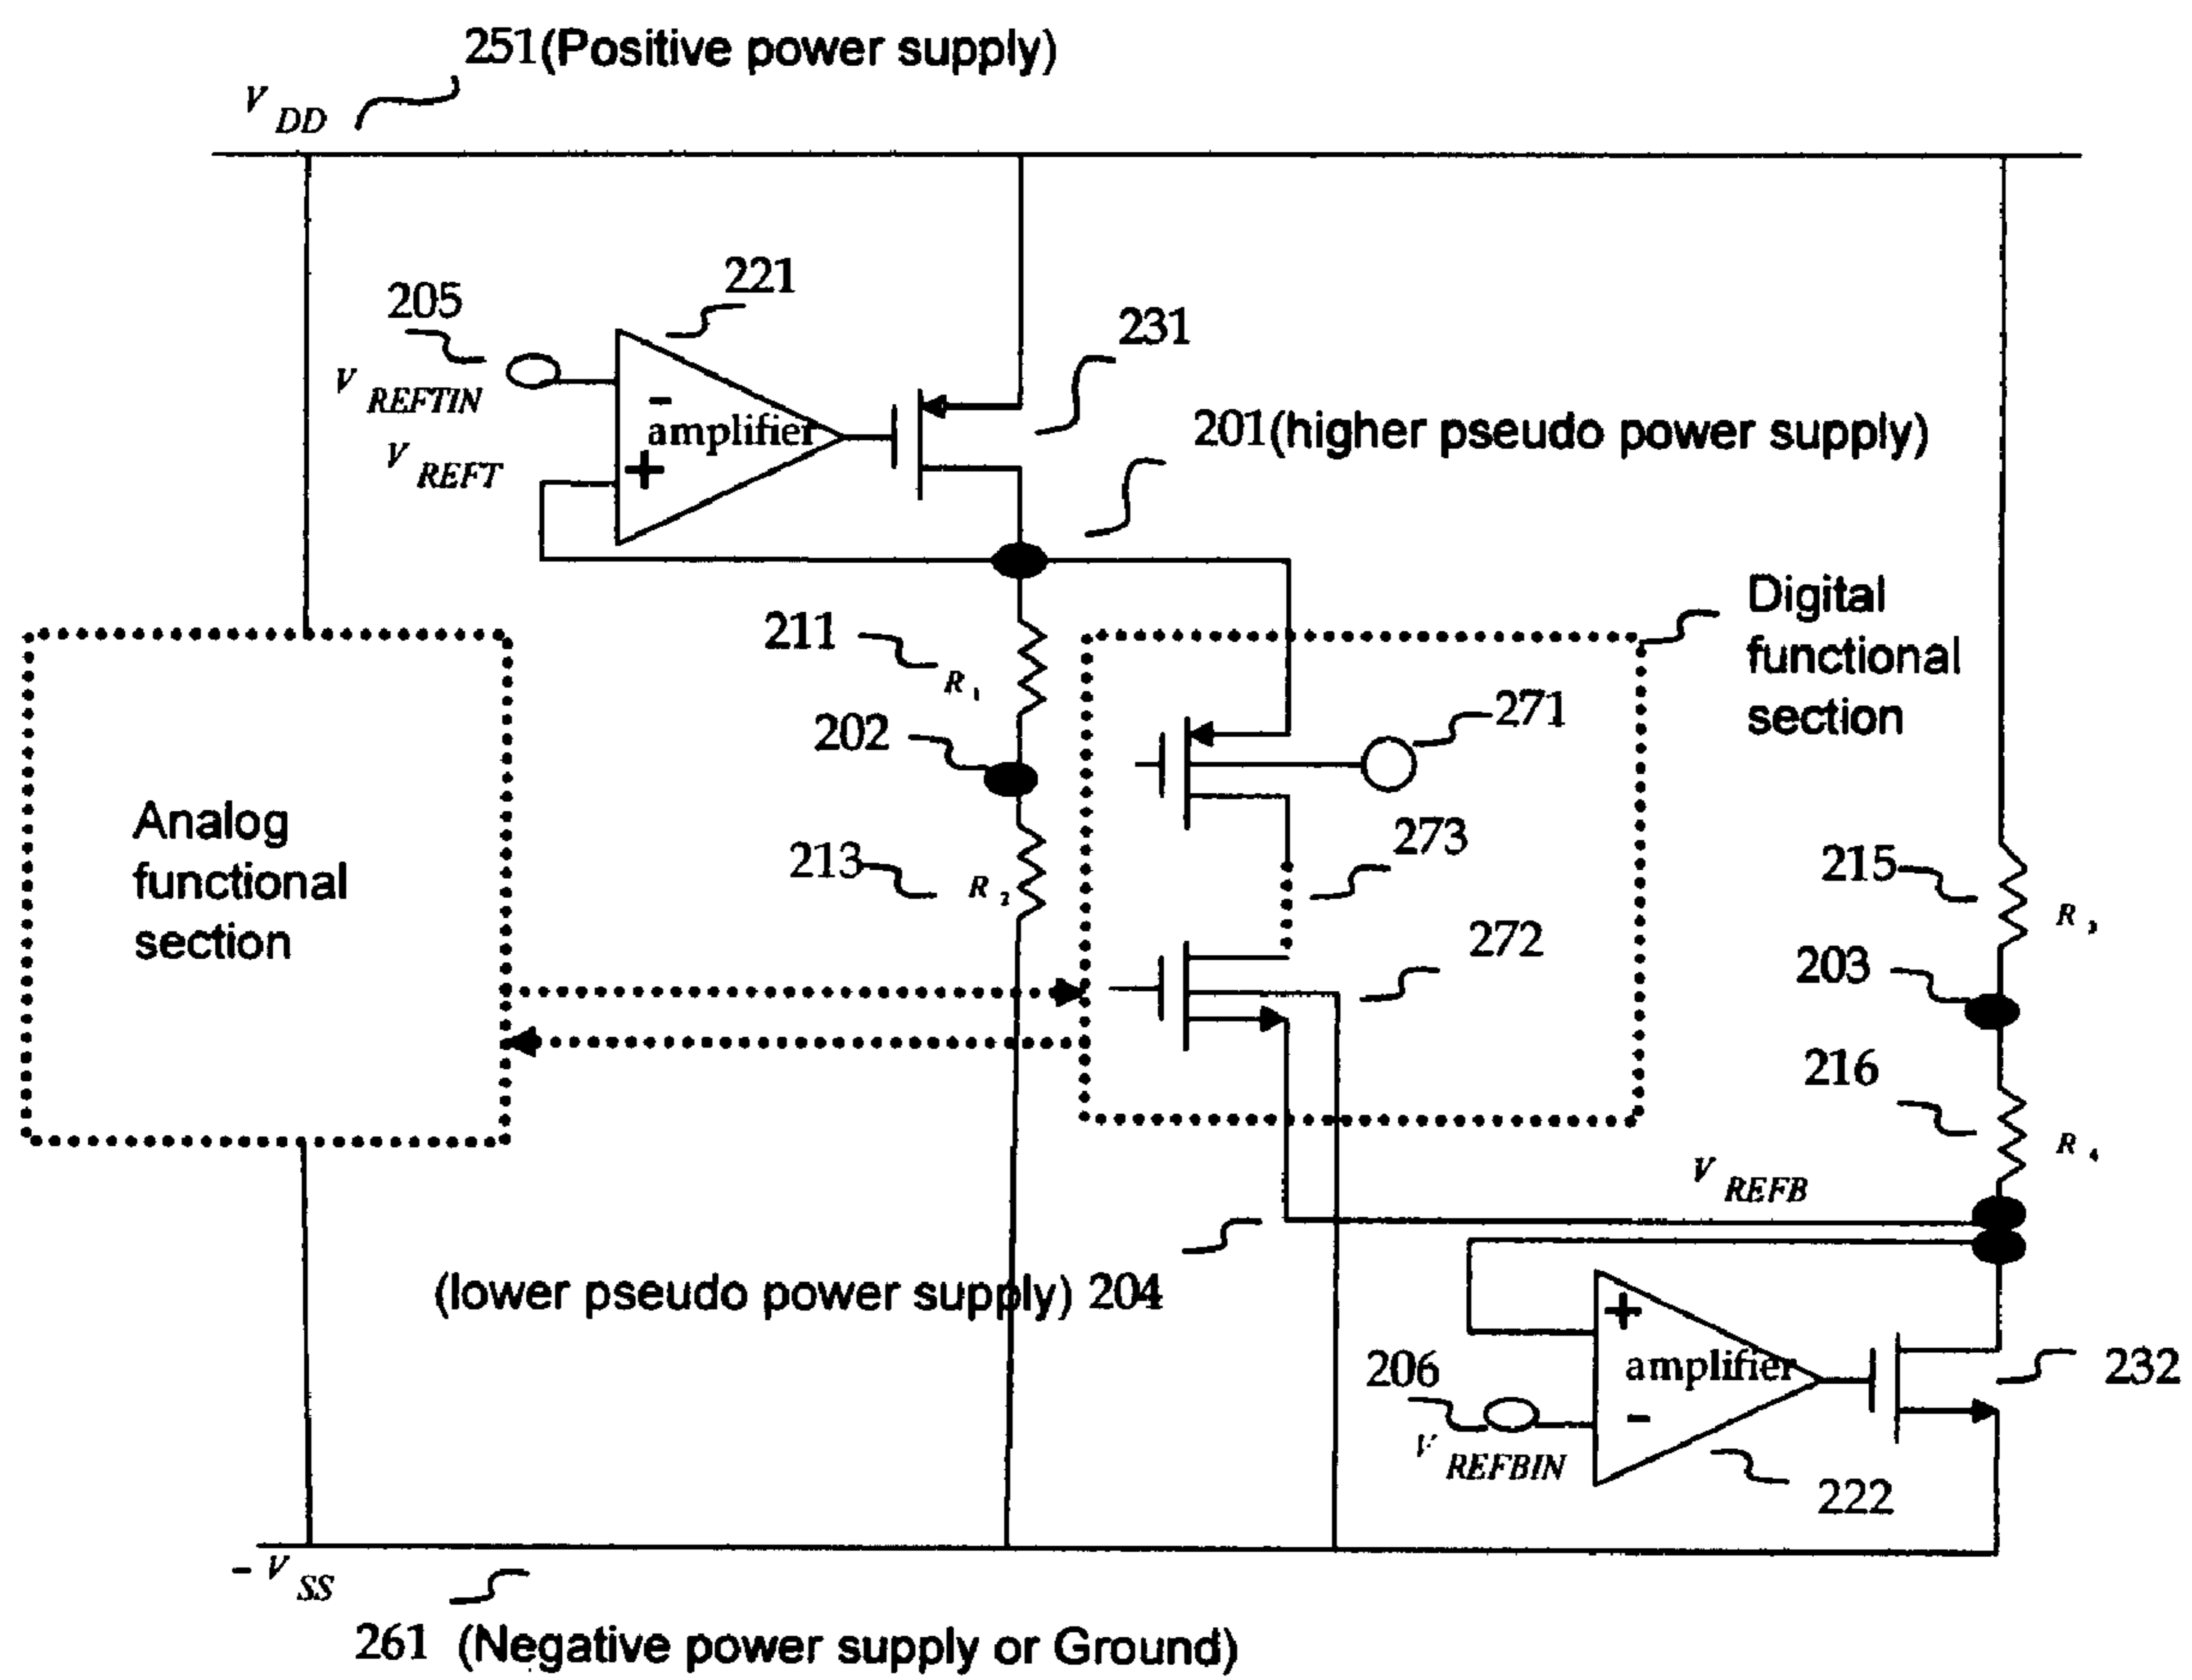 251(Positive power supply)
V DD
221
205
231
V REFTIN
-
amplifier
201(higher pseudo power supply)
V REFT
+
Digital
functional
section
211
R 1
271
202
Analog
functional
section
273
213
R 2
215
R 3
272
203
216
R 4
V REFB
(lower pseudo power supply) 204
+
206
amplifier
232
-
V REFBIN
222
- V SS
261 (Negative power supply or Ground)